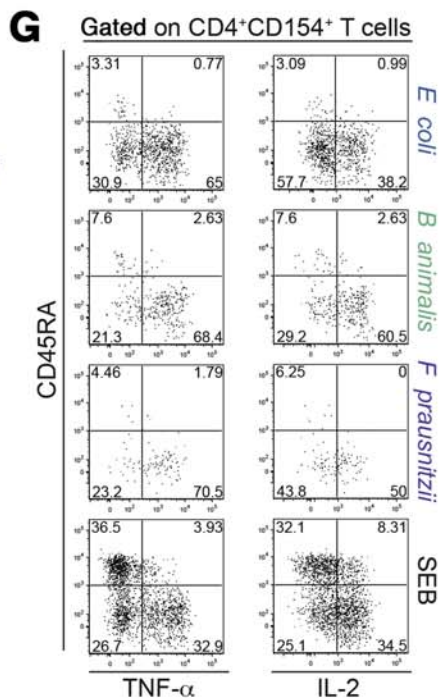 G
Gated on CD4+CD154+ T cells
3.31 0.77 3.09 0.99
30.9 65 57.7 38.2
E coli
7.6 2.63 7.6 2.63
21.3 68.4 29.2 60.5
B animalis
4.46 1.79 6.25 0
23.2 70.5 43.8 50
F prausnitzii
36.5 3.93 32.1 8.31
26.7 32.9 25.1 34.5
SEB
CD45RA
TNF-α IL-2